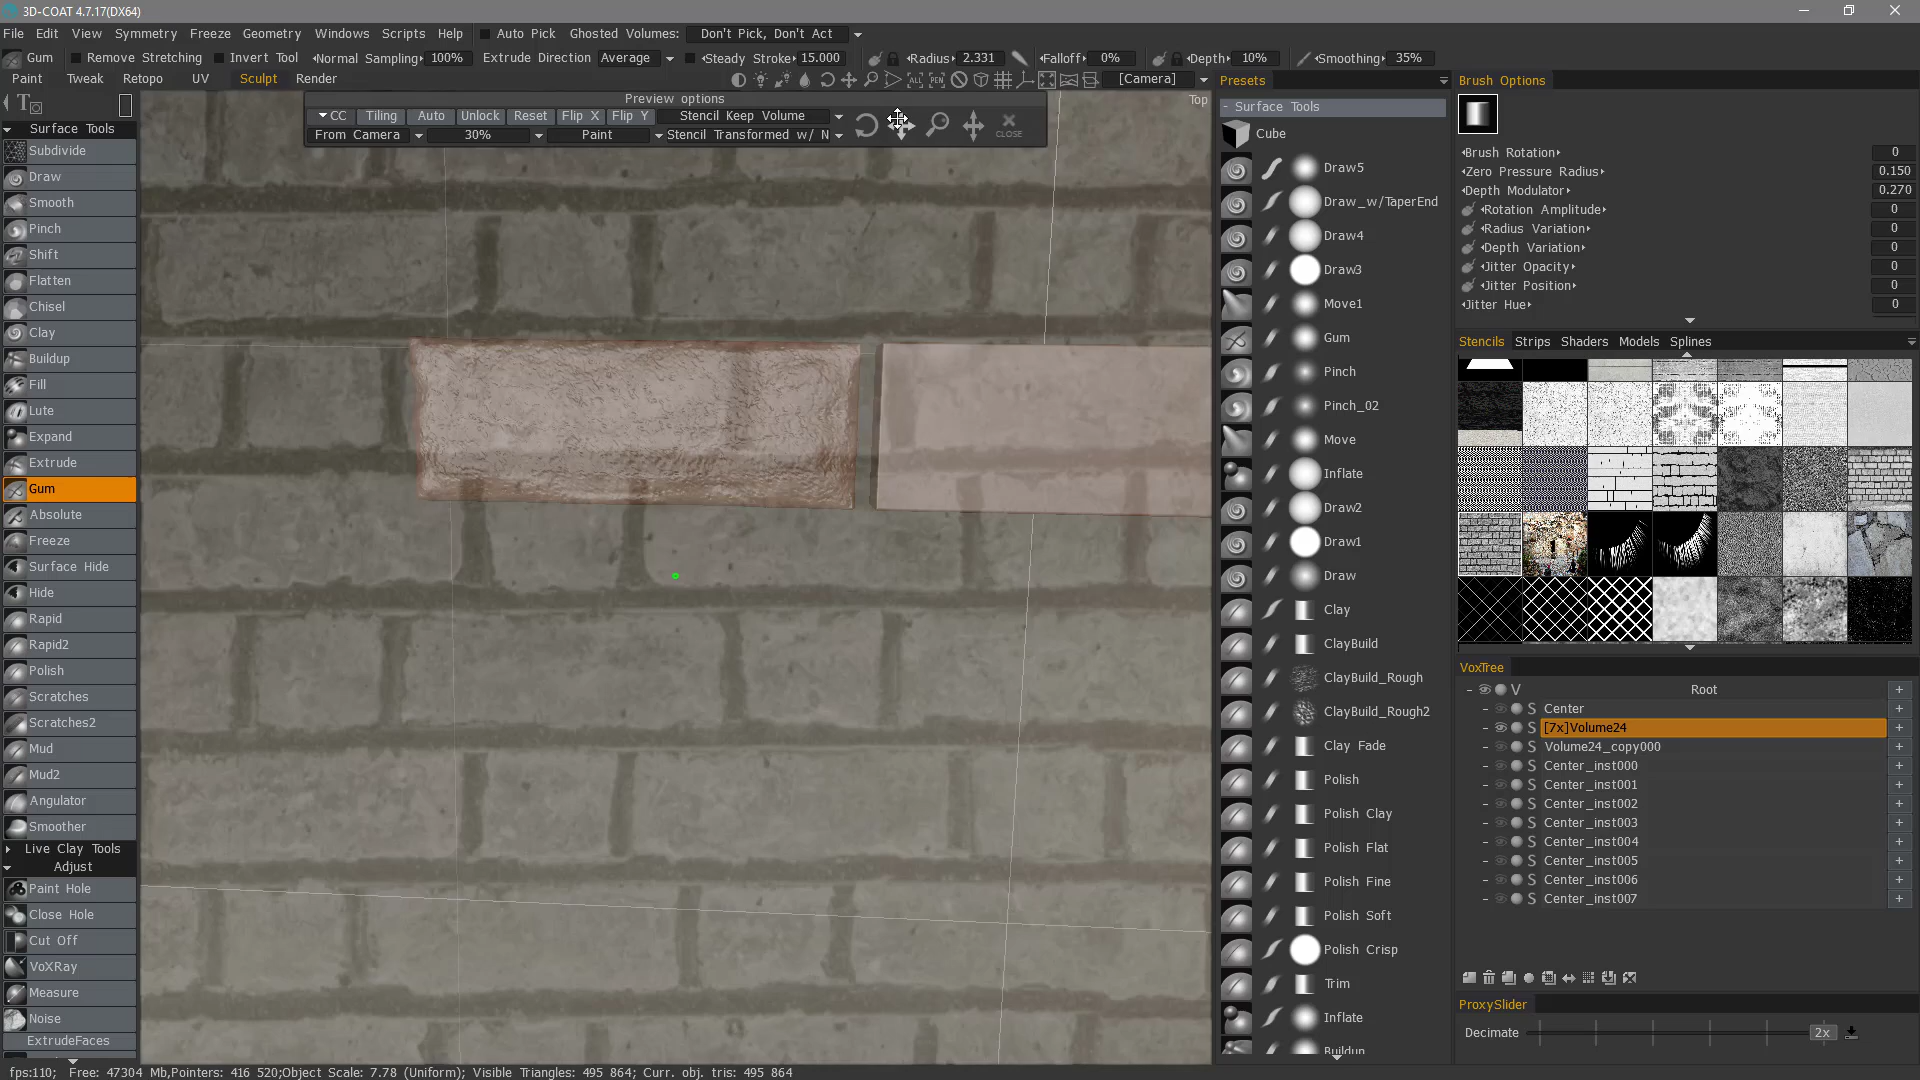 3D-COAT 4.7.17(DX64)
File Edit View Symmetry Freeze Geometry Windows Scripts Help Auto Pick Ghosted Volumes: Don't Pick, Don't Act
Gum Remove Stretching Invert Tool Normal Sampling 100% Extrude Direction Average Steady Stroke 15.000 Radius 2.331 Falloff 0% Depth 10% Smoothing 35%
Paint Tweak Retopo UV Sculpt Render [Camera]
Preview options
CC Tiling Auto Unlock Reset Flip X Flip Y Stencil Keep Volume
From Camera 30% Paint Stencil Transformed w/ N
CLOSE
Top
Surface Tools
Subdivide
Draw
Smooth
Pinch
Shift
Flatten
Chisel
Clay
Buildup
Fill
Lute
Expand
Extrude
Gum
Absolute
Freeze
Surface Hide
Hide
Rapid
Rapid2
Polish
Scratches
Scratches2
Mud
Mud2
Angulator
Smoother
Live Clay Tools
Adjust
Paint Hole
Close Hole
Cut Off
VoXRay
Measure
Noise
ExtrudeFaces
Presets
- Surface Tools
Cube
Draw5
Draw_w/TaperEnd
Draw4
Draw3
Move1
Gum
Pinch
Pinch_02
Move
Inflate
Draw2
Draw1
Draw
Clay
ClayBuild
ClayBuild_Rough
ClayBuild_Rough2
Clay Fade
Polish
Polish Clay
Polish Flat
Polish Fine
Polish Soft
Polish Crisp
Trim
Inflate
Buildup
Brush Options
Brush Rotation 0
Zero Pressure Radius 0.150
Depth Modulator 0.270
Rotation Amplitude 0
Radius Variation 0
Depth Variation 0
Jitter Opacity 0
Jitter Position 0
Jitter Hue 0
Stencils Strips Shaders Models Splines
VoxTree
- V Root +
- S Center +
- S [7x]Volume24 +
- S Volume24_copy000 +
- S Center_inst000 +
- S Center_inst001 +
- S Center_inst002 +
- S Center_inst003 +
- S Center_inst004 +
- S Center_inst005 +
- S Center_inst006 +
- S Center_inst007 +
ProxySlider
Decimate 2x
fps:110; Free: 47304 Mb,Pointers: 416 520;Object Scale: 7.78 (Uniform); Visible Triangles: 495 864; Curr. obj. tris: 495 864